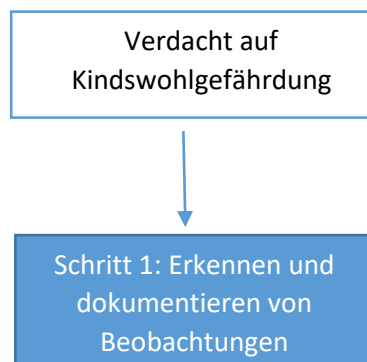 Verdacht auf
Kindswohlgefährdung
Schritt 1: Erkennen und
dokumentieren von
Beobachtungen